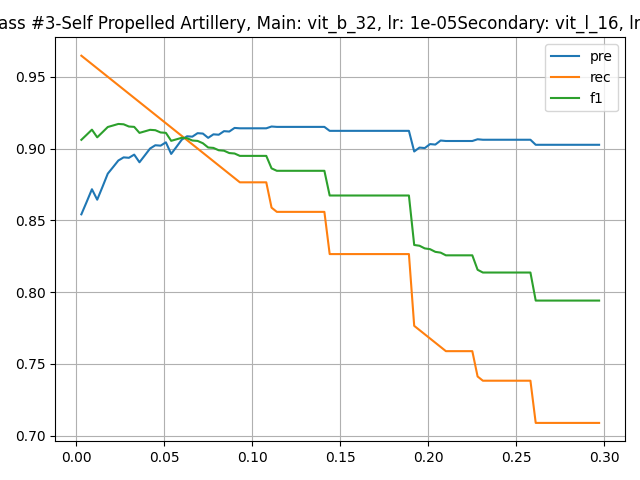 ass #3-Self Propelled Artillery, Main: vit_b_32, lr: 1e-05Secondary: vit_l_16, lr
pre
rec
f1
0.95
0.90
0.85
0.80
0.75
0.70
0.00 0.05 0.10 0.15 0.20 0.25 0.30